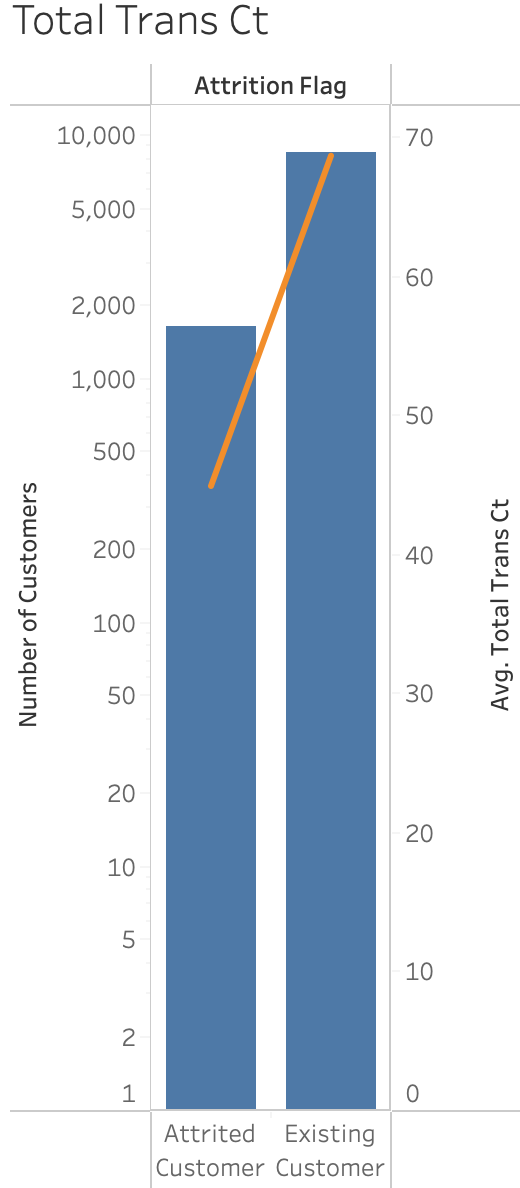 Total Trans Ct
Attrition Flag
10,000
5,000
2,000
1,000
500
200
100
50
20
10
5
2
1
Number of Customers
70
60
50
40
30
20
10
0
Avg. Total Trans Ct
Attrited
Customer
Existing
Customer